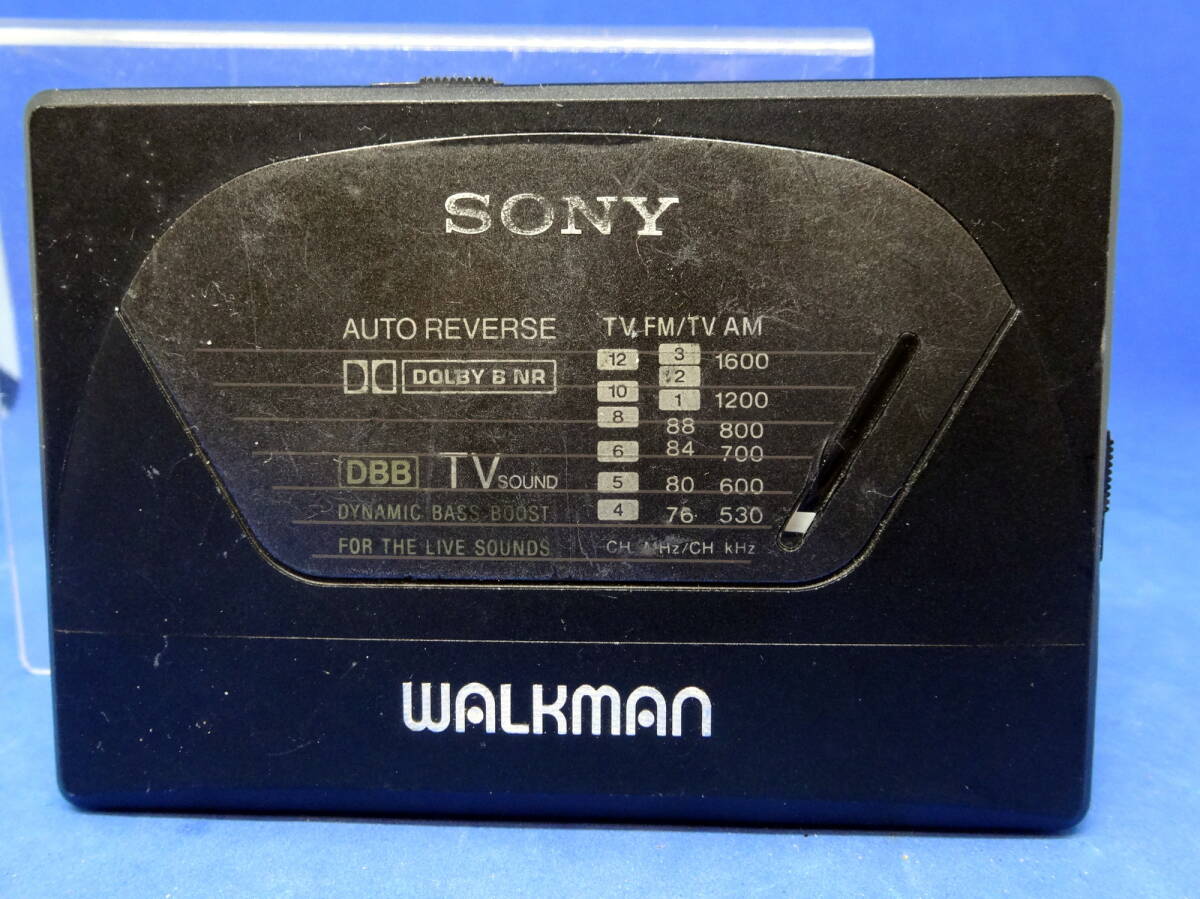 SONY
AUTO REVERSE
DOLBY B NR
DBB TV SOUND
DYNAMIC BASS BOOST
FOR THE LIVE SOUNDS
TV FM/TV AM
12 3 1600
2
10 1 1200
8 88 800
6 84 700
5 80 600
4 76 530
CH MHz/CH kHz
WALKMAN